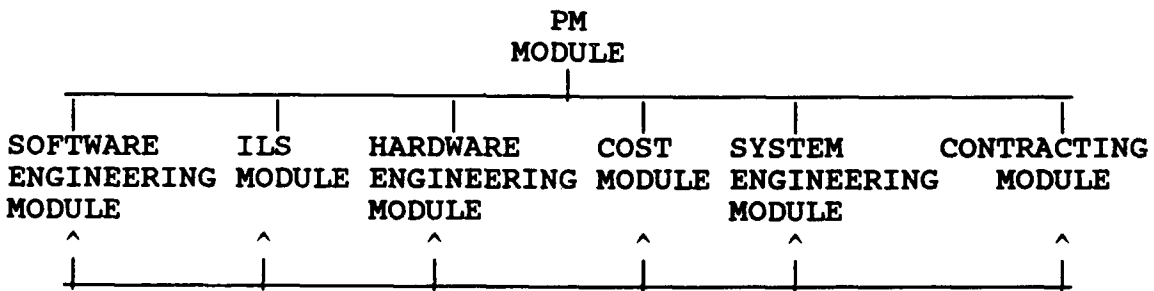 PM
MODULE
SOFTWARE ILS HARDWARE COST SYSTEM CONTRACTING
ENGINEERING MODULE ENGINEERING MODULE ENGINEERING MODULE
MODULE MODULE MODULE